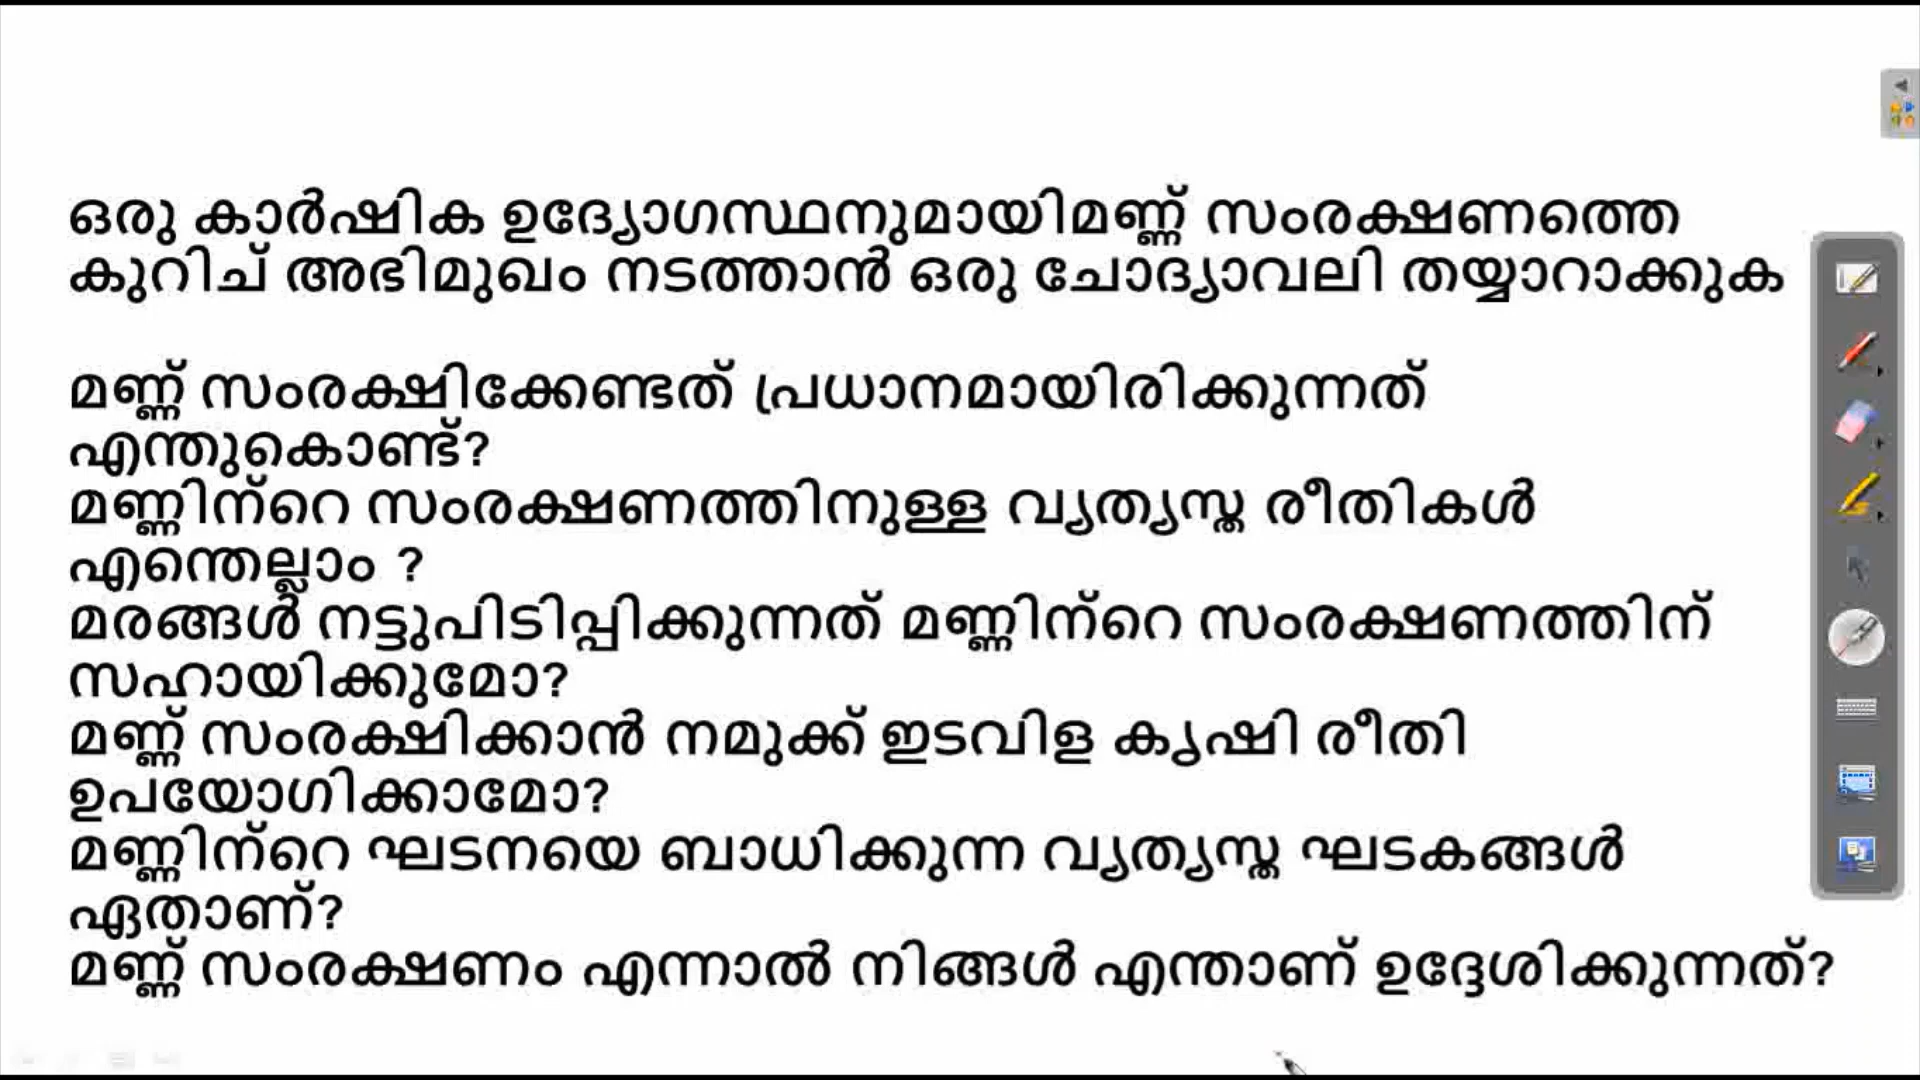 ഒരു കാർഷിക ഉദ്യോഗസ്ഥനുമായിമണ്ണ് സംരക്ഷണത്തെ
കുറിച് അഭിമുഖം നടത്താൻ ഒരു ചോദ്യാവലി തയ്യാറാക്കുക
മണ്ണ് സംരക്ഷിക്കേണ്ടത് പ്രധാനമായിരിക്കുന്നത്
എന്തുകൊണ്ട്?
മണ്ണിന്റെ സംരക്ഷണത്തിനുള്ള വ്യത്യസ്ത രീതികൾ
എന്തെല്ലാം ?
മരങ്ങൾ നട്ടുപിടിപ്പിക്കുന്നത് മണ്ണിന്റെ സംരക്ഷണത്തിന്
സഹായിക്കുമോ?
മണ്ണ് സംരക്ഷിക്കാൻ നമുക്ക് ഇടവിള കൃഷി രീതി
ഉപയോഗിക്കാമോ?
മണ്ണിന്റെ ഘടനയെ ബാധിക്കുന്ന വ്യത്യസ്ത ഘടകങ്ങൾ
ഏതാണ്?
മണ്ണ് സംരക്ഷണം എന്നാൽ നിങ്ങൾ എന്താണ് ഉദ്ദേശിക്കുന്നത്?